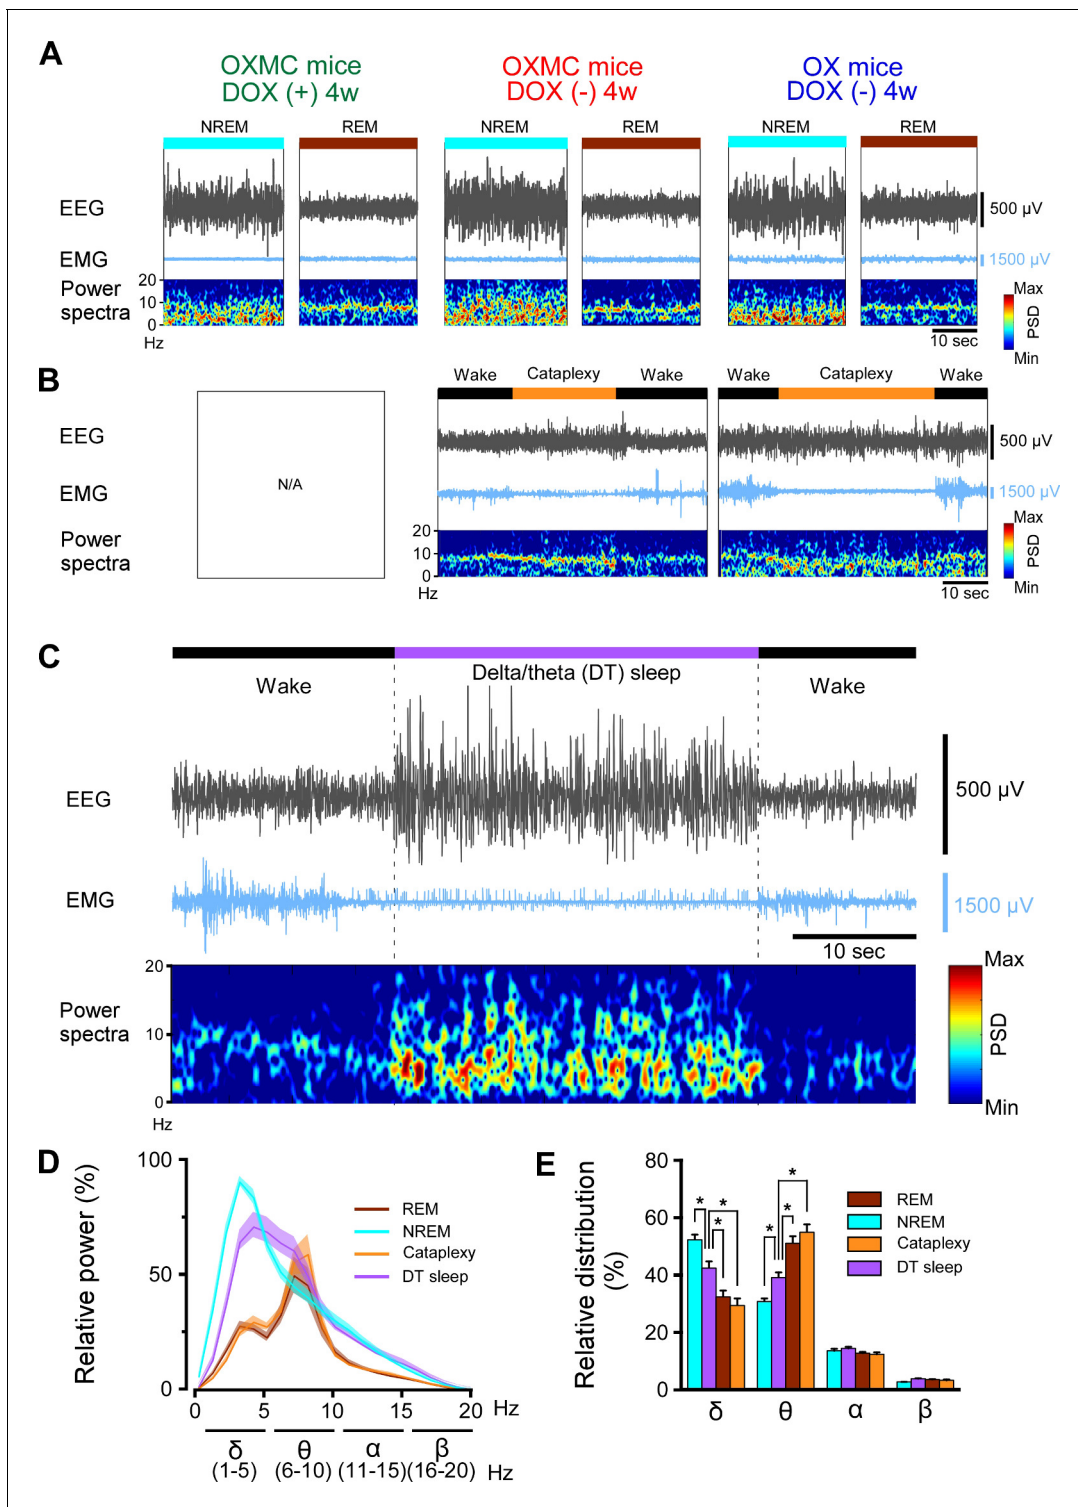 A
OXMC mice
DOX (+) 4w
OXMC mice
DOX (-) 4w
OX mice
DOX (-) 4w
NREM REM NREM REM NREM REM
EEG
500 µV
EMG
1500 µV
Power
spectra
20
10
0
Hz
Max
PSD
Min
10 sec
B
Wake Cataplexy Wake Wake Cataplexy Wake
EEG
500 µV
EMG
N/A
1500 µV
Power
spectra
20
10
0
Hz
Max
PSD
Min
10 sec
C
Delta/theta (DT) sleep
Wake Wake
EEG
500 µV
EMG
1500 µV
10 sec
Power
spectra
20
10
0
Hz
Max
PSD
Min
D
Relative power (%)
100
50
0
REM
NREM
Cataplexy
DT sleep
0 5 10 15 20 Hz
δ θ α β
(1-5) (6-10) (11-15) (16-20) Hz
E
Relative distribution
(%)
80
60
40
20
0
* * * * * *
REM
NREM
Cataplexy
DT sleep
δ θ α β